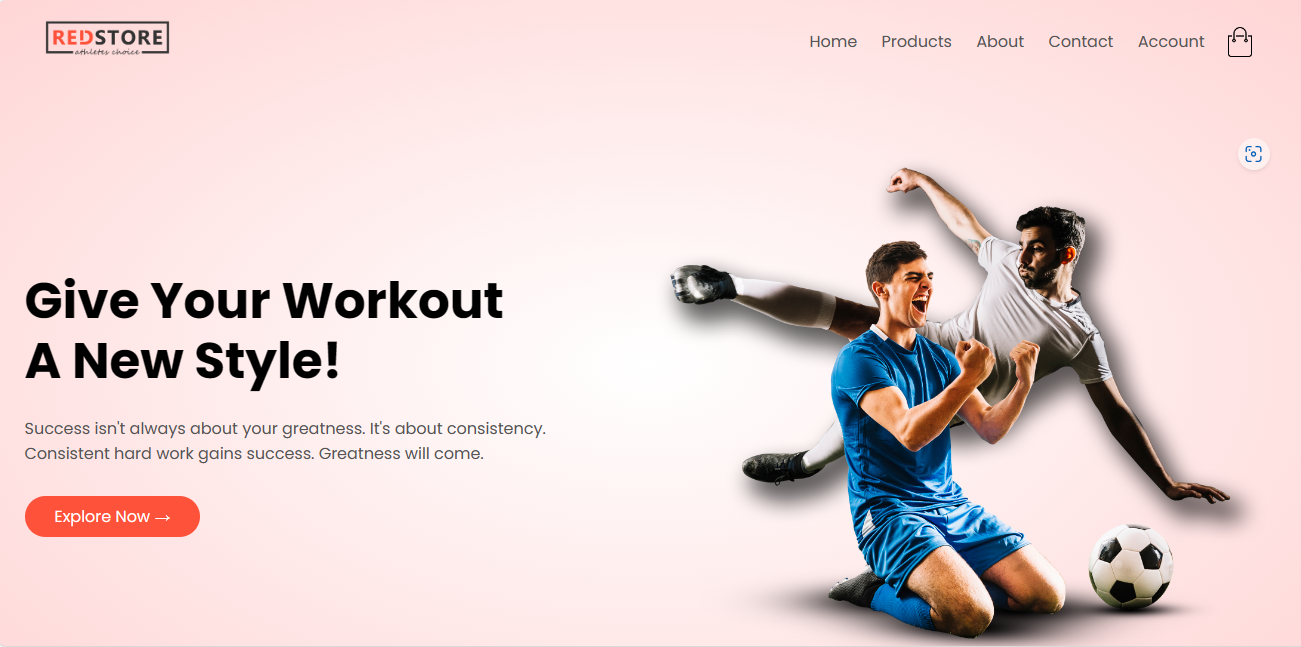 REDSTORE
athletes choice
Home Products About Contact Account
Give Your Workout
A New Style!
Success isn't always about your greatness. It's about consistency.
Consistent hard work gains success. Greatness will come.
Explore Now →